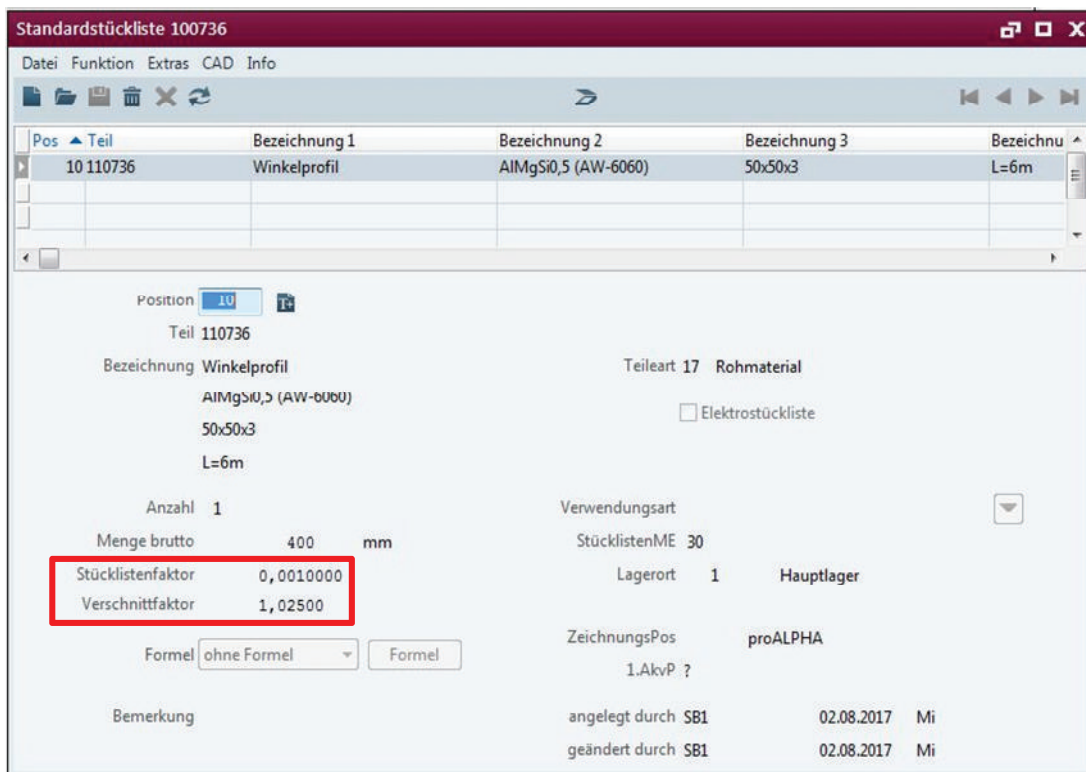 Standardstückliste 100736
Datei Funktion Extras CAD Info
Pos Teil Bezeichnung 1 Bezeichnung 2 Bezeichnung 3 Bezeichnu
10 110736 Winkelprofil AlMgSi0,5 (AW-6060) 50x50x3 L=6m
Position 10
Teil 110736
Bezeichnung Winkelprofil Teileart 17 Rohmaterial
AlMgSi0,5 (AW-6060)
Elektrostückliste
50x50x3
L=6m
Anzahl 1 Verwendungsart
Menge brutto 400 mm StücklistenME 30
Stücklistenfaktor 0,0010000 Lagerort 1 Hauptlager
Verschnittfaktor 1,02500
ZeichnungsPos proALPHA
Formel ohne Formel Formel
1.AkvP ?
Bemerkung angelegt durch SB1 02.08.2017 Mi
geändert durch SB1 02.08.2017 Mi